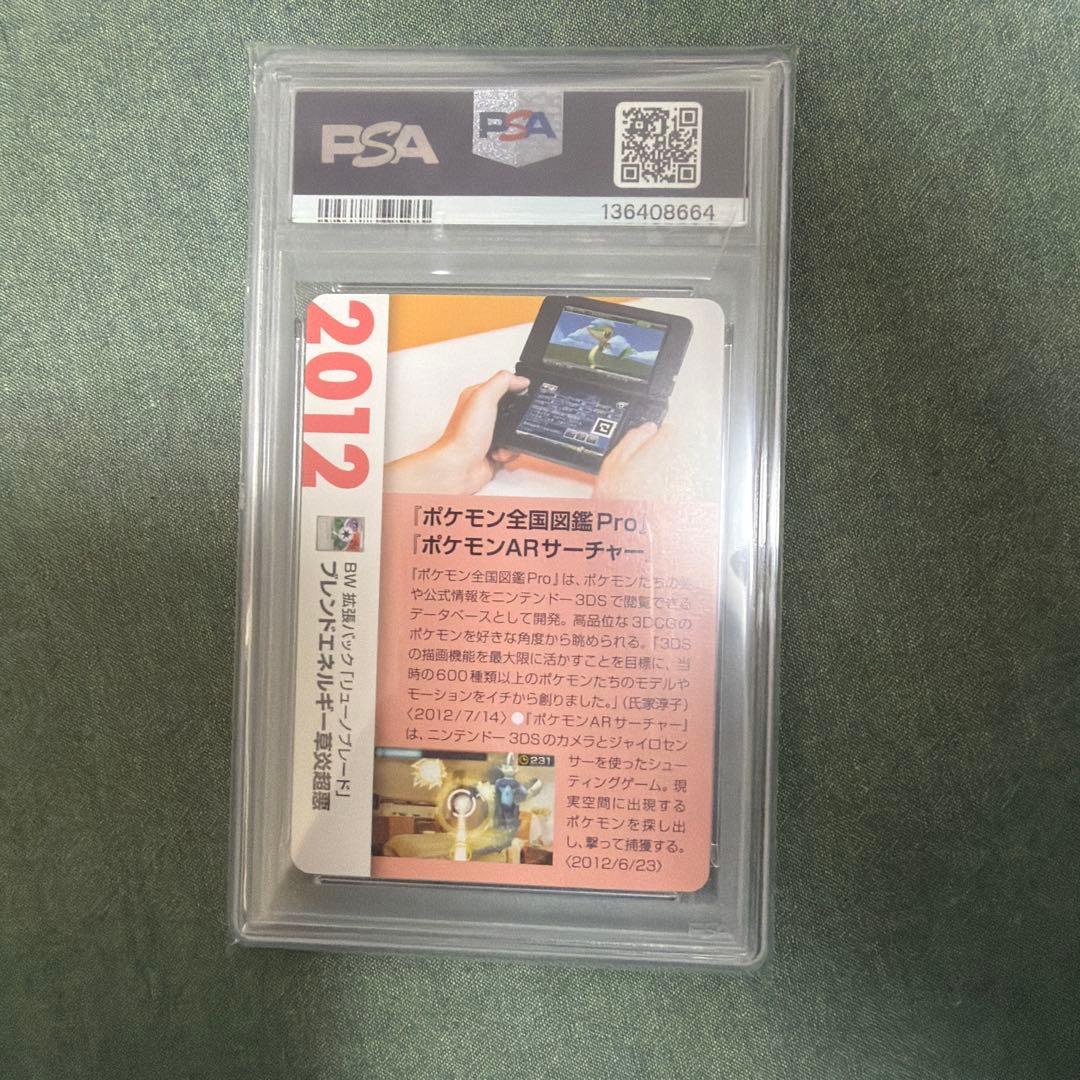 PSA
PSA
136408664
2012
BW 拡張パック「リューノブレード」
ブレンドエネルギー草炎超悪
『ポケモン全国図鑑Pro』
『ポケモンARサーチャー』
『ポケモン全国図鑑Pro』は、ポケモンたちの
や公式情報をニンテンドー3DSで閲覧できる
データベースとして開発。高品位な3DCGの
ポケモンを好きな角度から眺められる。「3DS
の描画機能を最大限に活かすことを目標に、当
時の600種類以上のポケモンたちのモデルや
モーションをイチから創りました。」(氏家淳子)
〈2012/7/14〉●『ポケモンARサーチャー』
は、ニンテンドー3DSのカメラとジャイロセン
サーを使ったシュー
ティングゲーム。現
実空間に出現する
ポケモンを探し出
し、撃って捕獲する。
〈2012/6/23〉
231